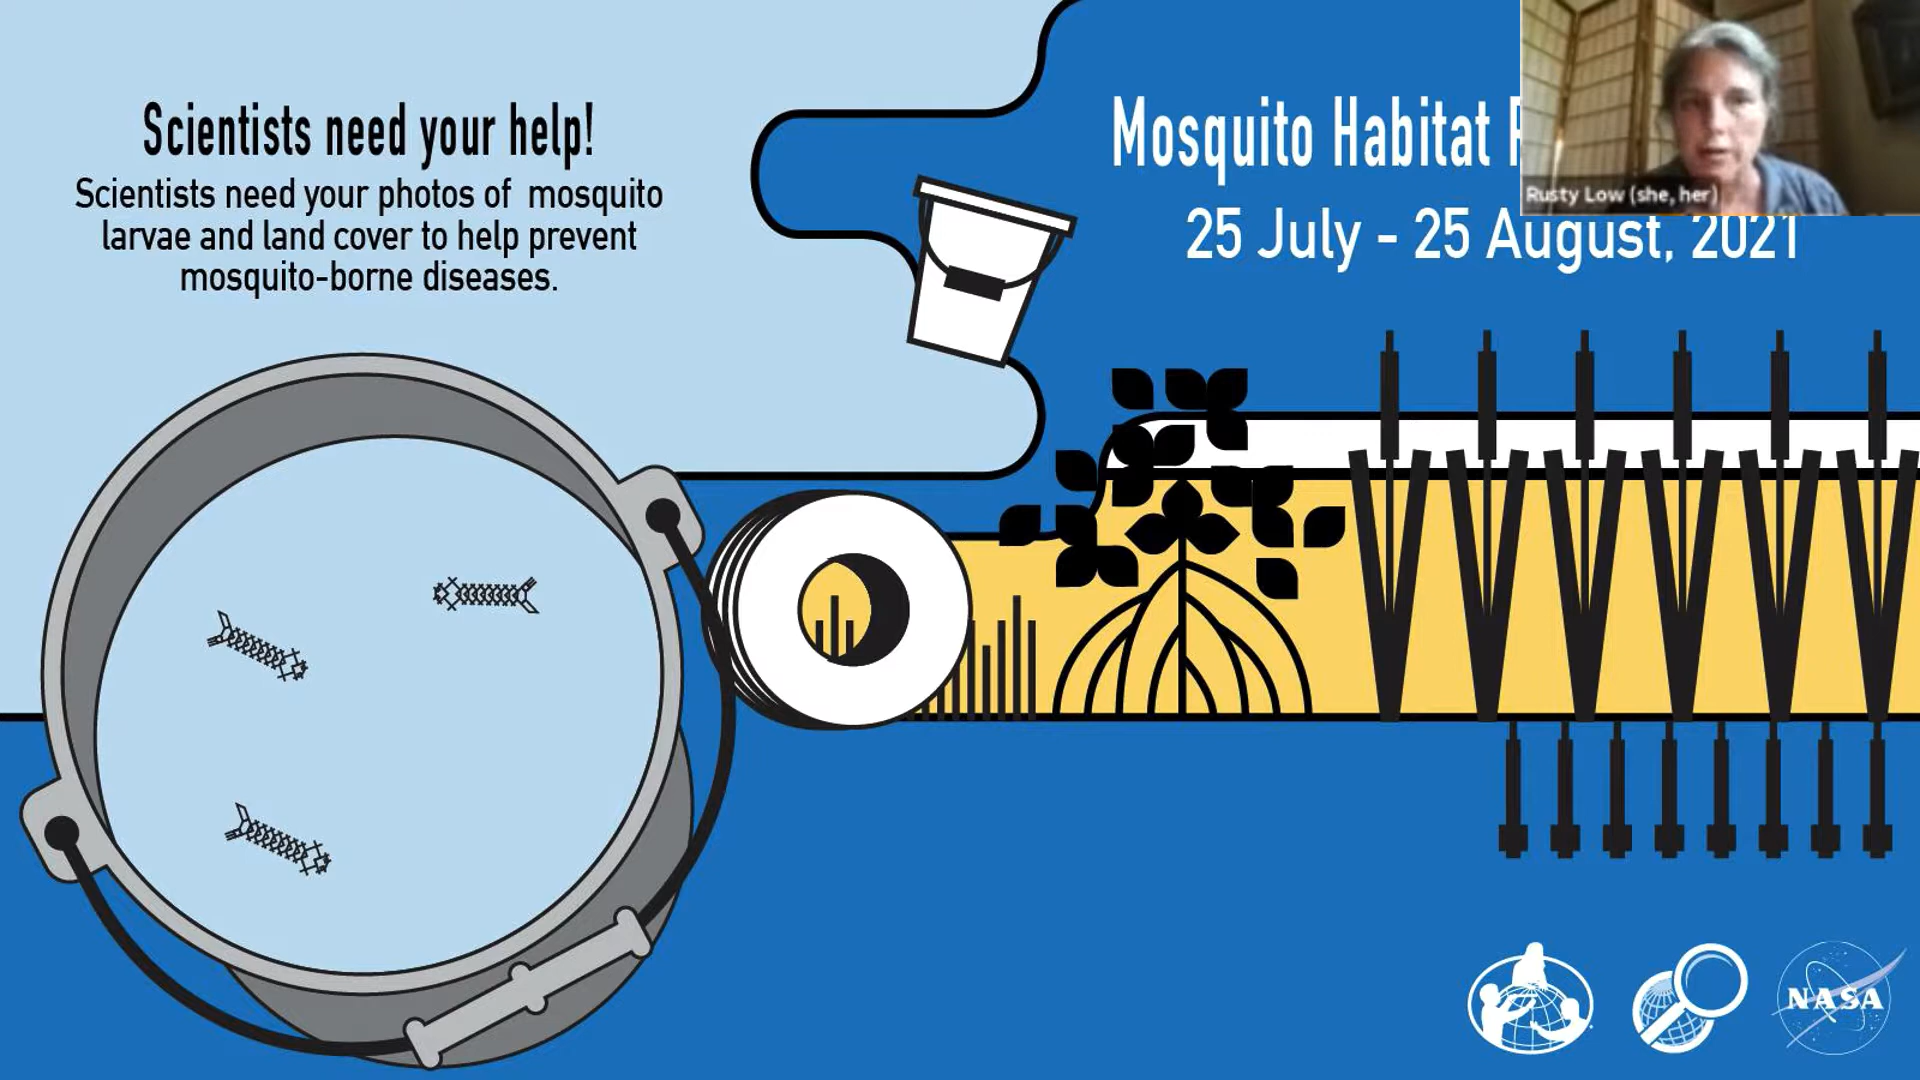 Scientists need your help!
Scientists need your photos of mosquito
larvae and land cover to help prevent
mosquito-borne diseases.
Mosquito Habitat
25 July - 25 August, 2021
Rusty Low (she, her)
NASA